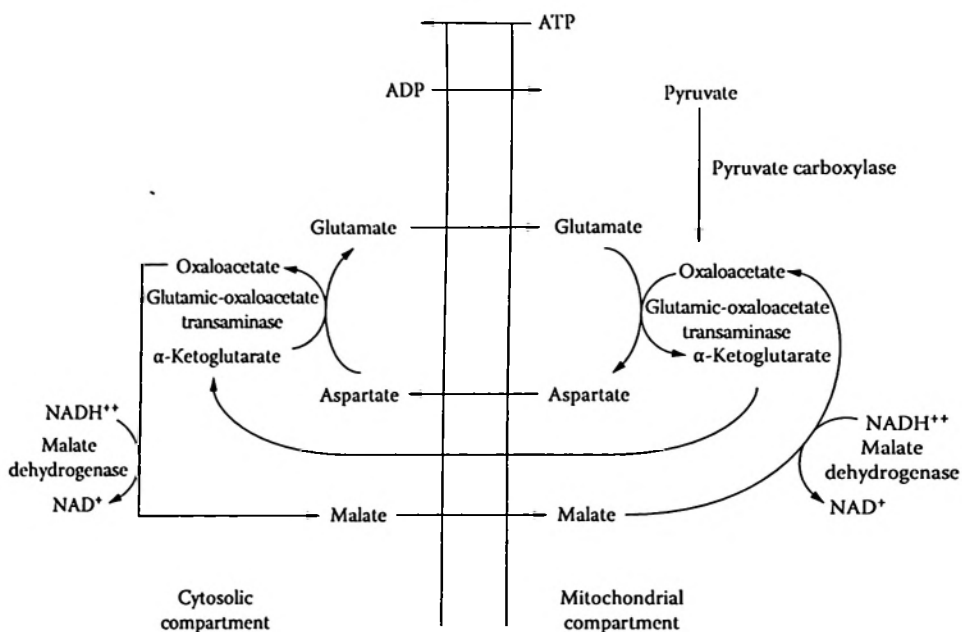 ATP
ADP
Pyruvate
Pyruvate carboxylase
Glutamate
Glutamate
Oxaloacetate
Glutamic-oxaloacetate
transaminase
α-Ketoglutarate
Oxaloacetate
Glutamic-oxaloacetate
transaminase
α-Ketoglutarate
Aspartate
Aspartate
NADH⁺⁺
Malate
dehydrogenase
NAD⁺
NADH⁺⁺
Malate
dehydrogenase
NAD⁺
Malate
Malate
Cytosolic
compartment
Mitochondrial
compartment